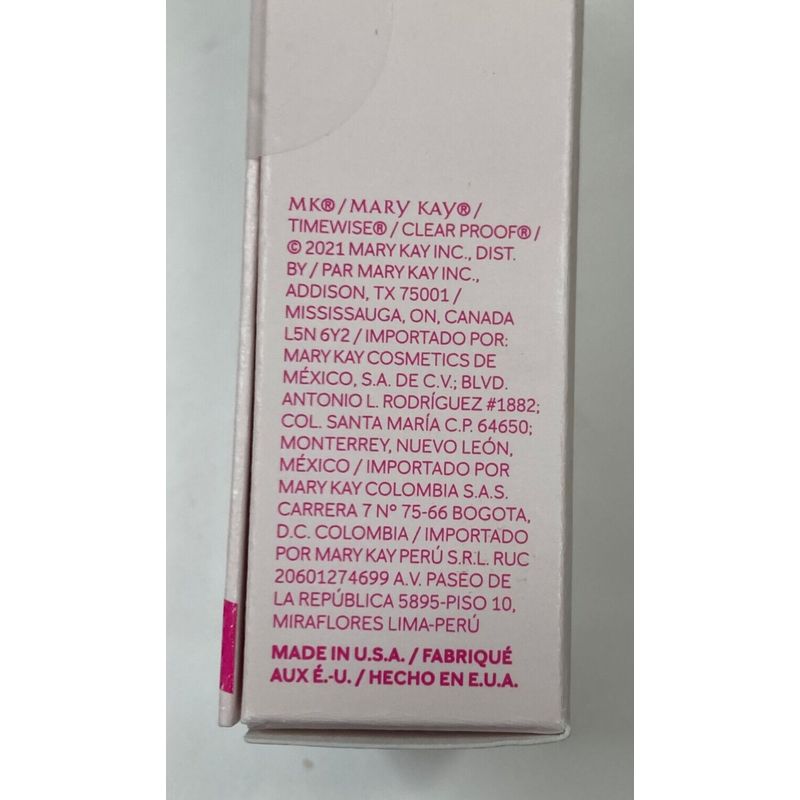 MK®/MARY KAY®/
TIMEWISE®/CLEAR PROOF®/
© 2021 MARY KAY INC., DIST.
BY / PAR MARY KAY INC.,
ADDISON, TX 75001 /
MISSISSAUGA, ON, CANADA
L5N 6Y2 / IMPORTADO POR:
MARY KAY COSMETICS DE
MÉXICO, S.A. DE C.V.; BLVD.
ANTONIO L. RODRÍGUEZ #1882;
COL. SANTA MARÍA C.P. 64650;
MONTERREY, NUEVO LEÓN,
MÉXICO / IMPORTADO POR
MARY KAY COLOMBIA S.A.S.
CARRERA 7 Nº 75-66 BOGOTA,
D.C. COLOMBIA / IMPORTADO
POR MARY KAY PERÚ S.R.L. RUC
20601274699 A.V. PASEO DE
LA REPÚBLICA 5895-PISO 10,
MIRAFLORES LIMA-PERÚ
MADE IN U.S.A. / FABRIQUÉ
AUX É.-U. / HECHO EN E.U.A.